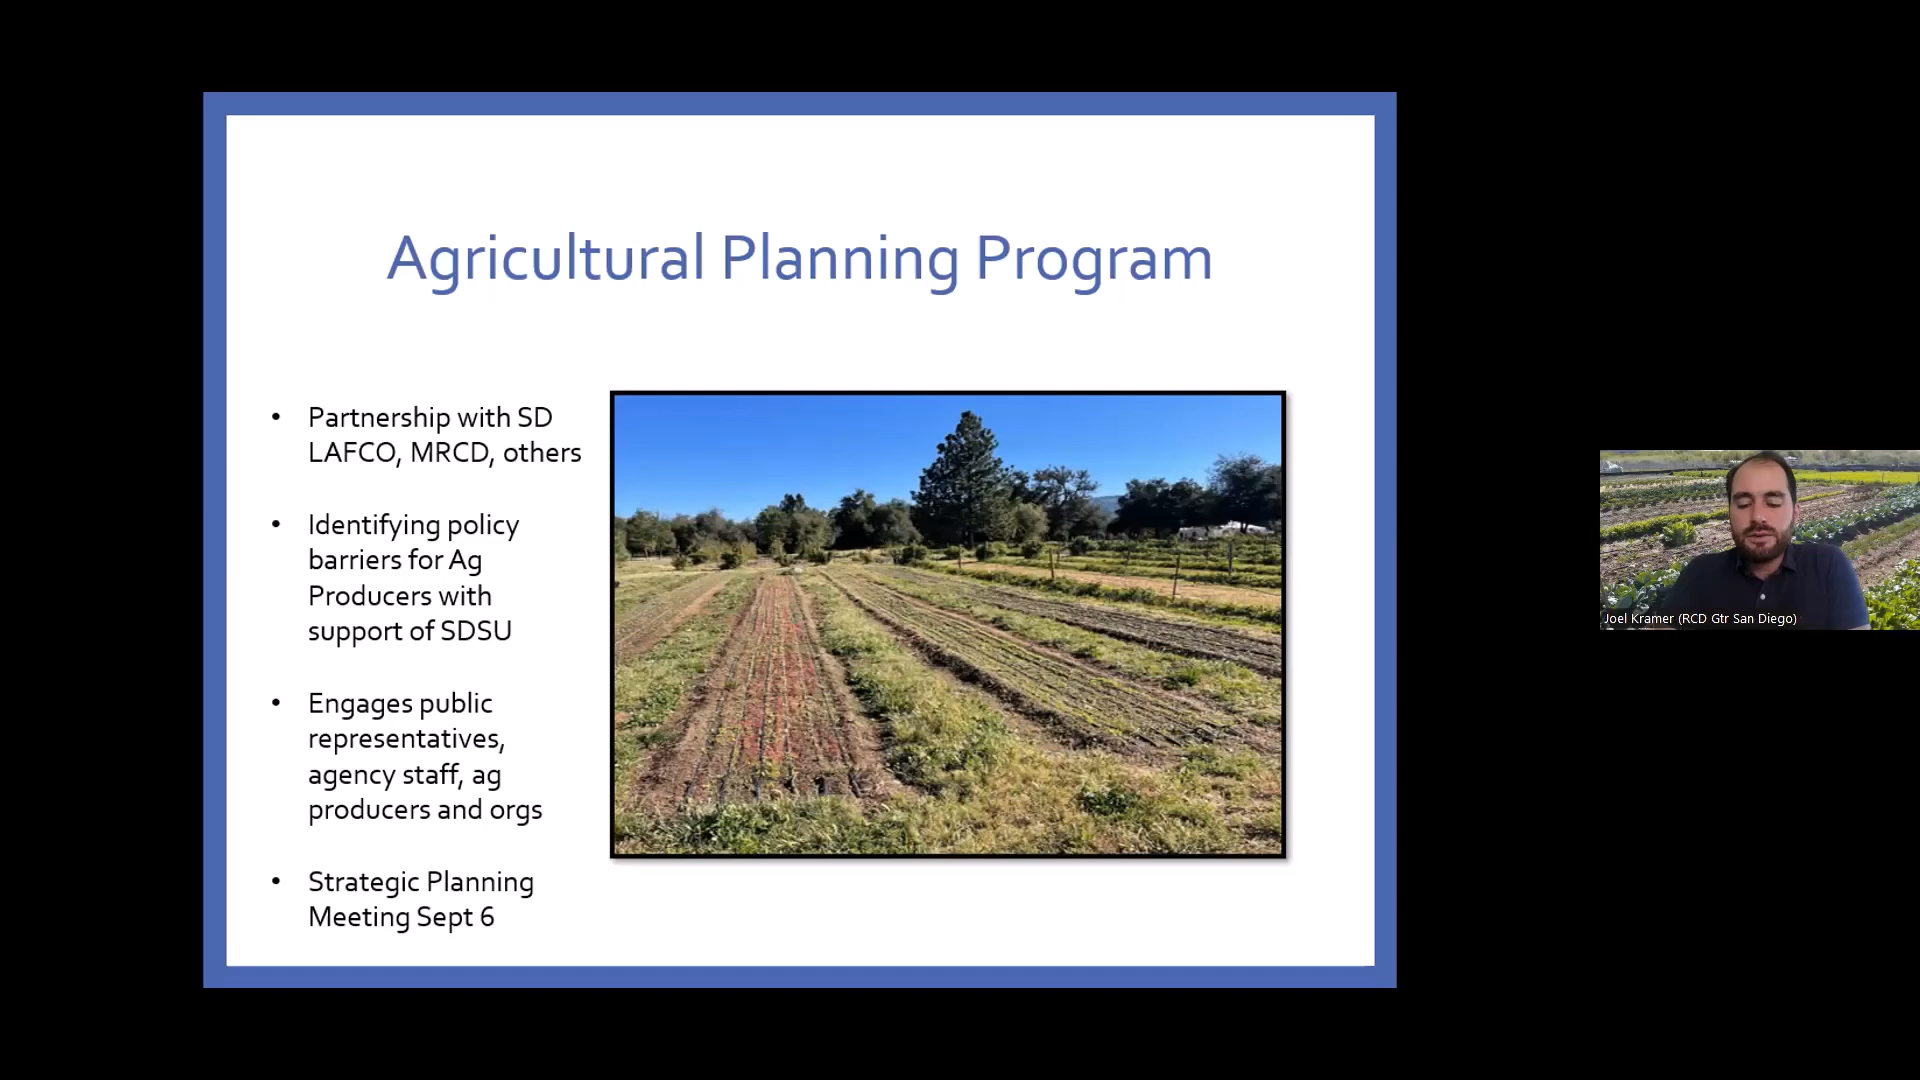 Agricultural Planning Program
• Partnership with SD
LAFCO, MRCD, others
• Identifying policy
barriers for Ag
Producers with
support of SDSU
• Engages public
representatives,
agency staff, ag
producers and orgs
• Strategic Planning
Meeting Sept 6
Joel Kramer (RCD Gtr San Diego)